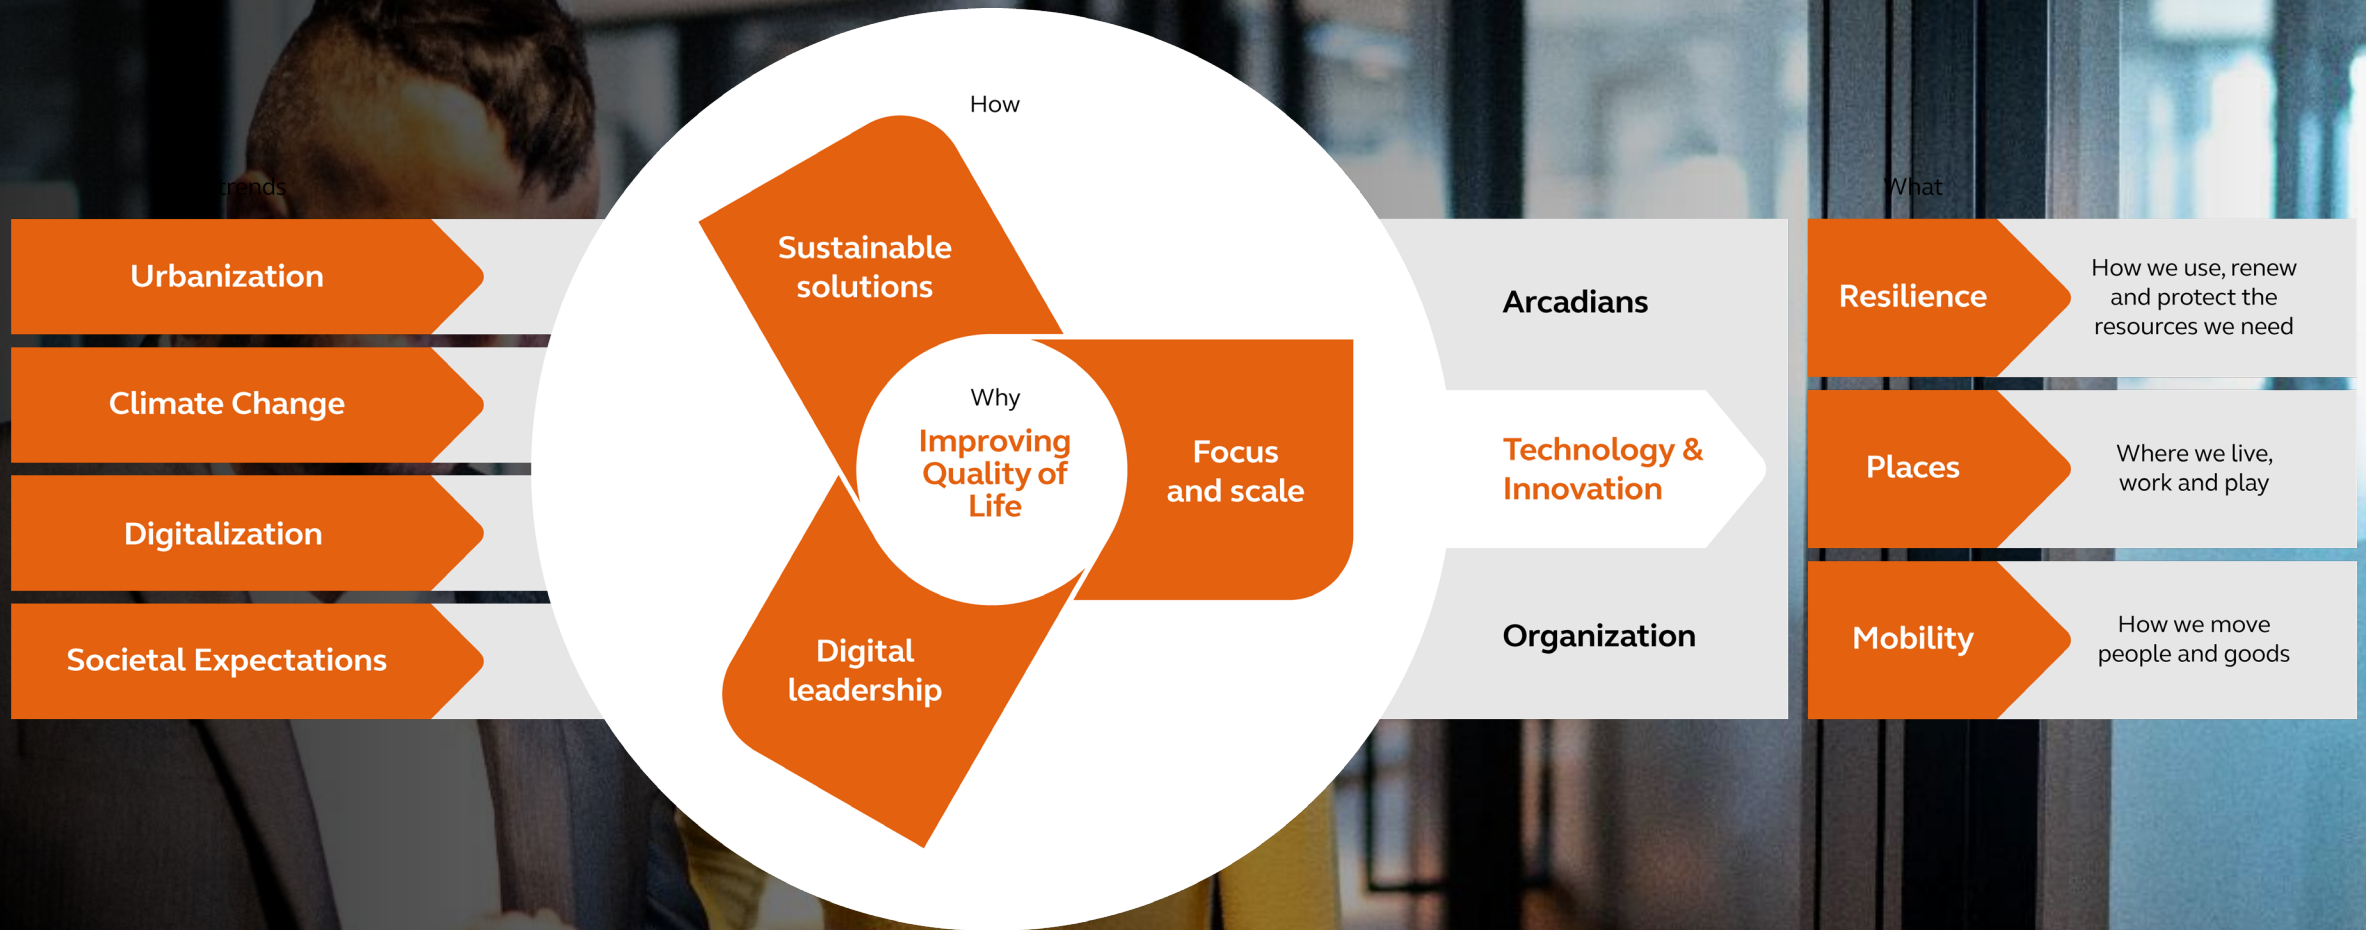 trends
Urbanization
Climate Change
Digitalization
Societal Expectations
How
Sustainable
solutions
Why
Improving
Quality of
Life
Focus
and scale
Digital
leadership
Arcadians
Technology &
Innovation
Organization
What
Resilience
How we use, renew
and protect the
resources we need
Places
Where we live,
work and play
Mobility
How we move
people and goods